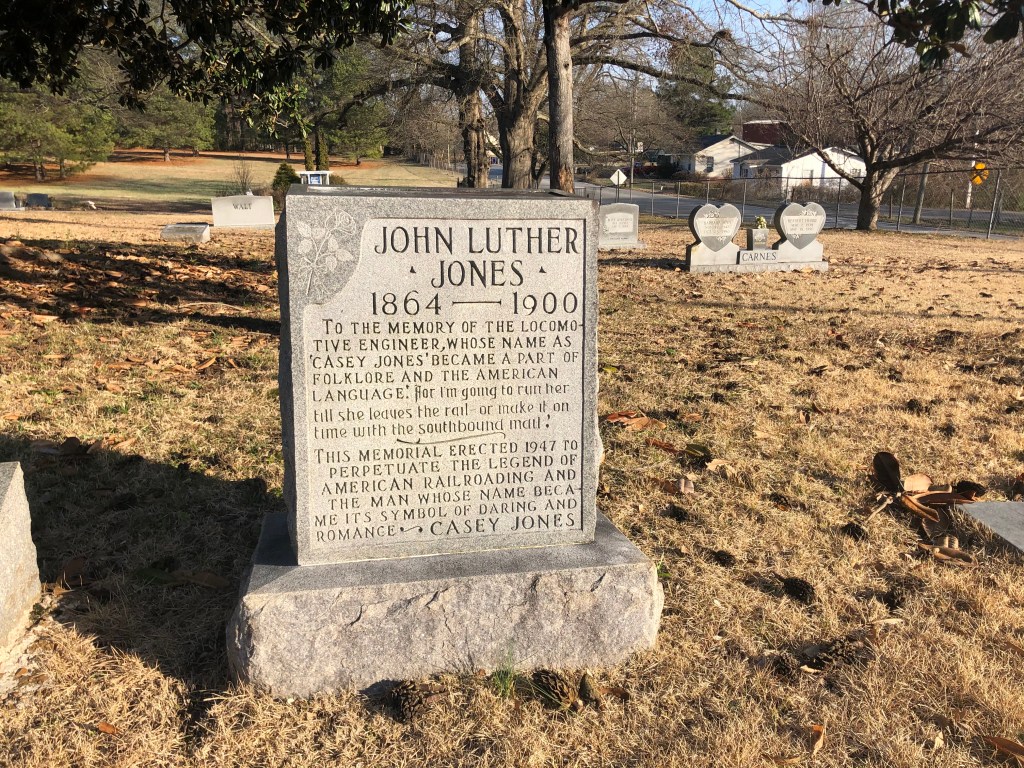 JOHN LUTHER
· JONES ·
1864 — 1900
TO THE MEMORY OF THE LOCOMO-
TIVE ENGINEER, WHOSE NAME AS
'CASEY JONES' BECAME A PART OF
FOLKLORE AND THE AMERICAN
LANGUAGE. 'For I'm going to run her
till she leaves the rail - or make it on
time with the southbound mail.'
THIS MEMORIAL ERECTED 1947 TO
PERPETUATE THE LEGEND OF
AMERICAN RAILROADING AND
THE MAN WHOSE NAME BECA-
ME ITS SYMBOL OF DARING AND
ROMANCE ~ CASEY JONES
WALT
CARNES